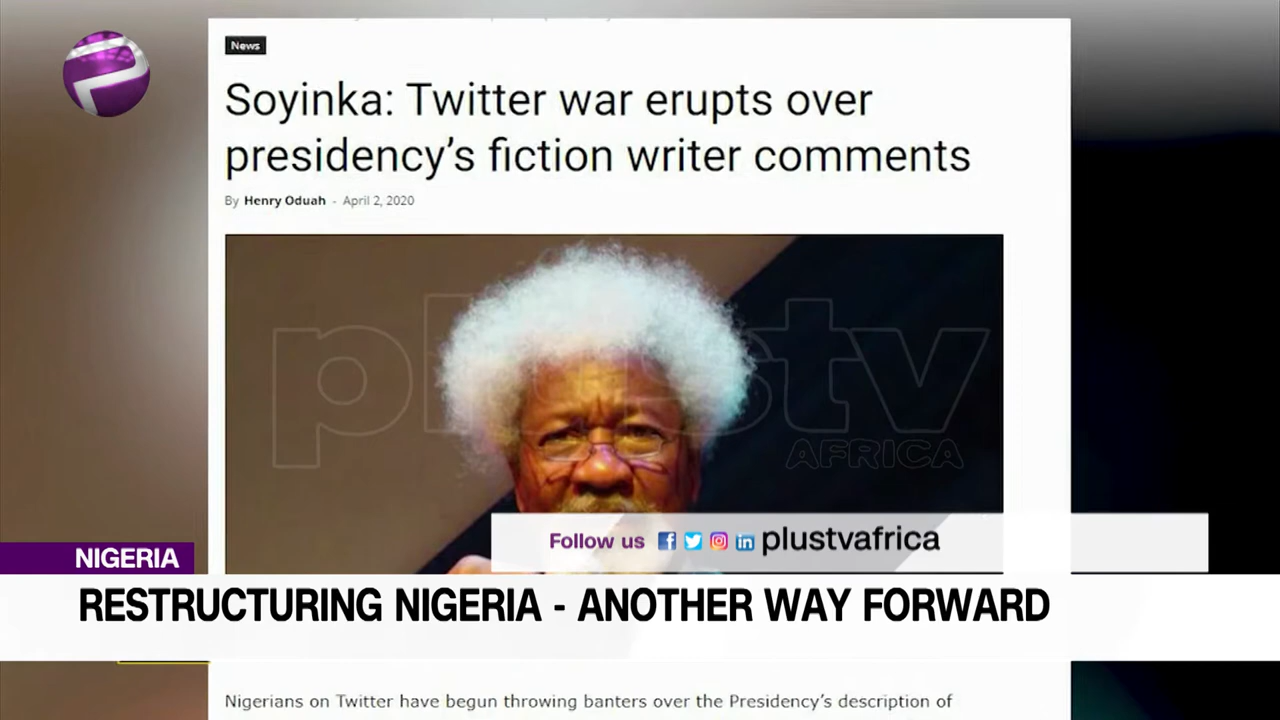 News
Soyinka: Twitter war erupts over
presidency's fiction writer comments
By Henry Oduah - April 2, 2020
plustv
AFRICA
Follow us plustvafrica
NIGERIA
RESTRUCTURING NIGERIA - ANOTHER WAY FORWARD
Nigerians on Twitter have begun throwing banters over the Presidency's description of